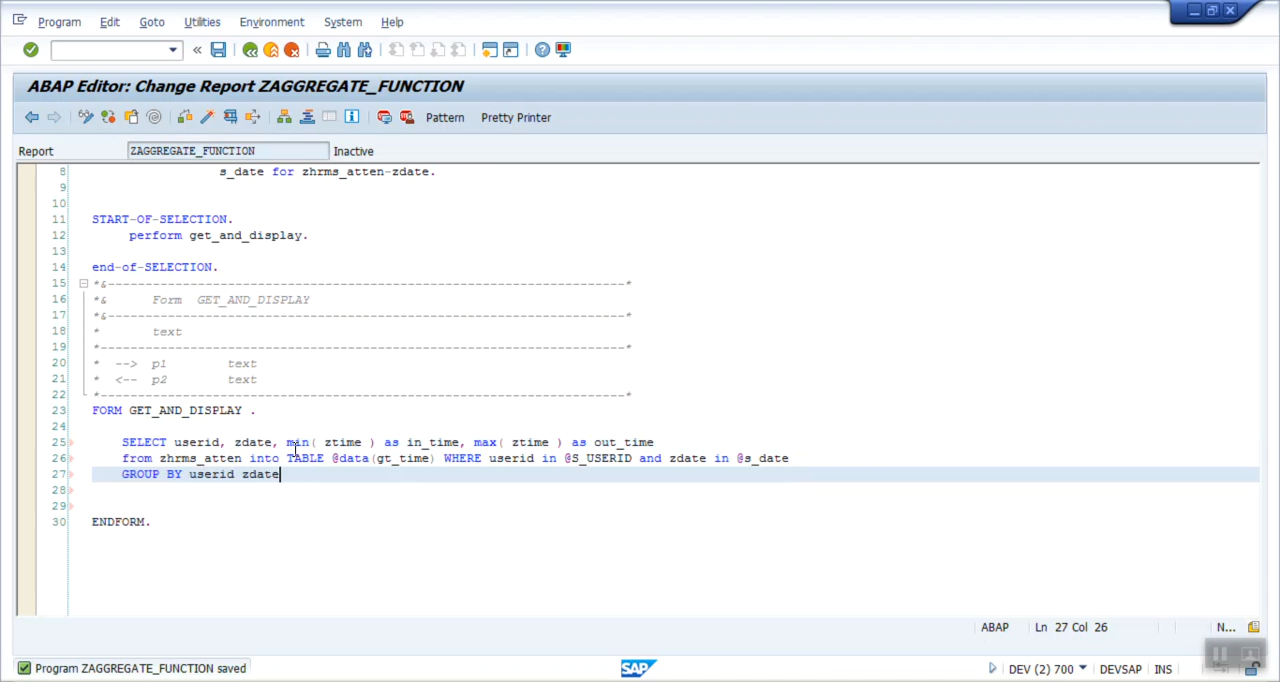 Program Edit Goto Utilities Environment System Help
ABAP Editor: Change Report ZAGGREGATE_FUNCTION
Pattern Pretty Printer
Report ZAGGREGATE_FUNCTION Inactive
8 s_date for zhrms_atten-zdate.
9
10
11 START-OF-SELECTION.
12 perform get_and_display.
13
14 end-of-SELECTION.
15 *&---------------------------------------------------------------------*
16 *& Form GET_AND_DISPLAY
17 *&---------------------------------------------------------------------*
18 * text
19 *----------------------------------------------------------------------*
20 * --> p1 text
21 * <-- p2 text
22 *----------------------------------------------------------------------*
23 FORM GET_AND_DISPLAY .
25 SELECT userid, zdate, min( ztime ) as in_time, max( ztime ) as out_time
26 from zhrms_atten into TABLE @data(gt_time) WHERE userid in @S_USERID and zdate in @s_date
27 GROUP BY userid zdate
28
29
30 ENDFORM.
ABAP Ln 27 Col 26 N...
Program ZAGGREGATE_FUNCTION saved SAP DEV (2) 700 DEVSAP INS